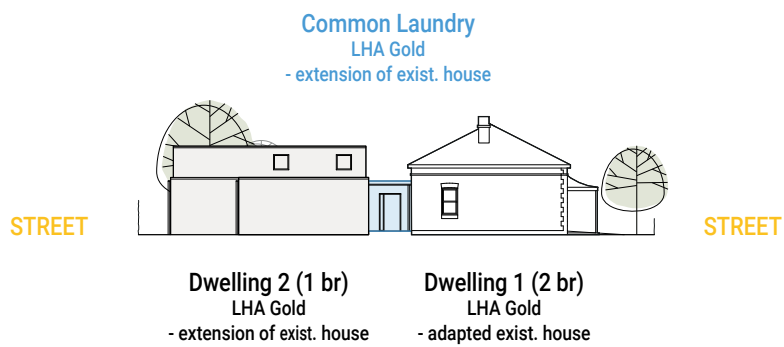 Common Laundry
LHA Gold
- extension of exist. house
STREET
STREET
Dwelling 2 (1 br)
LHA Gold
- extension of exist. house
Dwelling 1 (2 br)
LHA Gold
- adapted exist. house